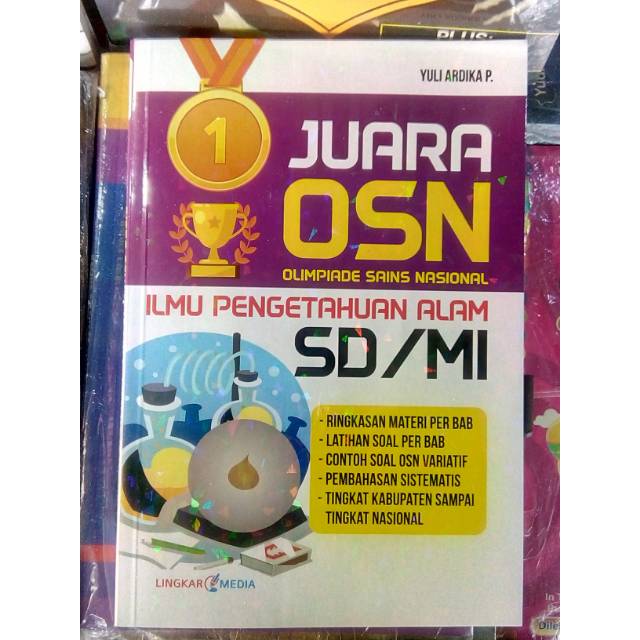 PLUS:
YULI ARDIKA P.
1
JUARA
OSN
OLIMPIADE SAINS NASIONAL
ILMU PENGETAHUAN ALAM
SD/MI
- RINGKASAN MATERI PER BAB
- LATIHAN SOAL PER BAB
- CONTOH SOAL OSN VARIATIF
- PEMBAHASAN SISTEMATIS
- TINGKAT KABUPATEN SAMPAI
TINGKAT NASIONAL
LINGKAR MEDIA